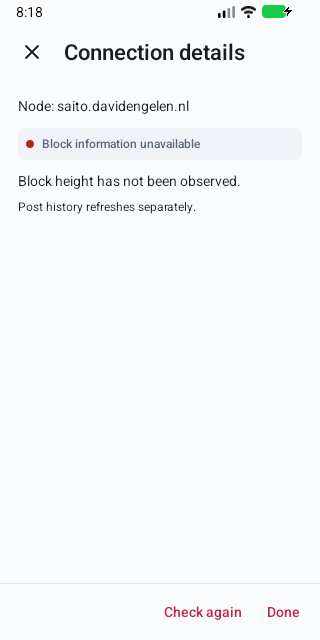 8:18
Connection details
Node: saito.davidengelen.nl
Block information unavailable
Block height has not been observed.
Post history refreshes separately.
Check again
Done